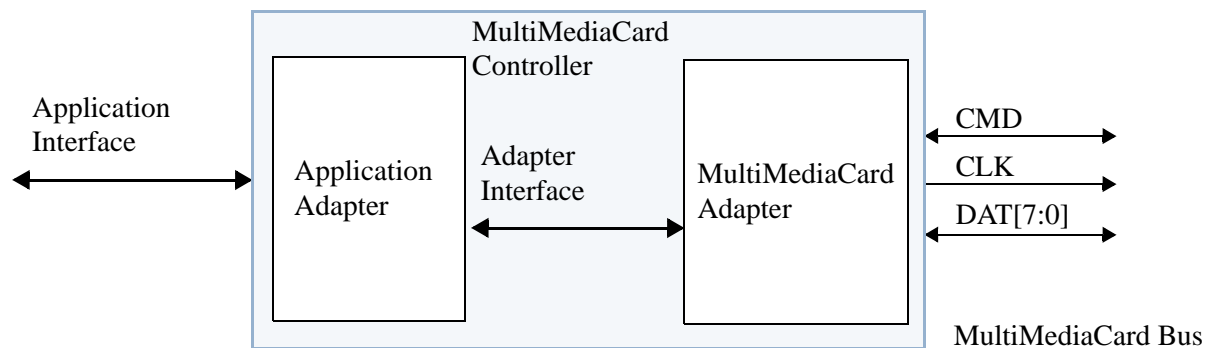 MultiMediaCard
Controller
Application
Interface
Application
Adapter
Adapter
Interface
MultiMediaCard
Adapter
CMD
CLK
DAT[7:0]
MultiMediaCard Bus